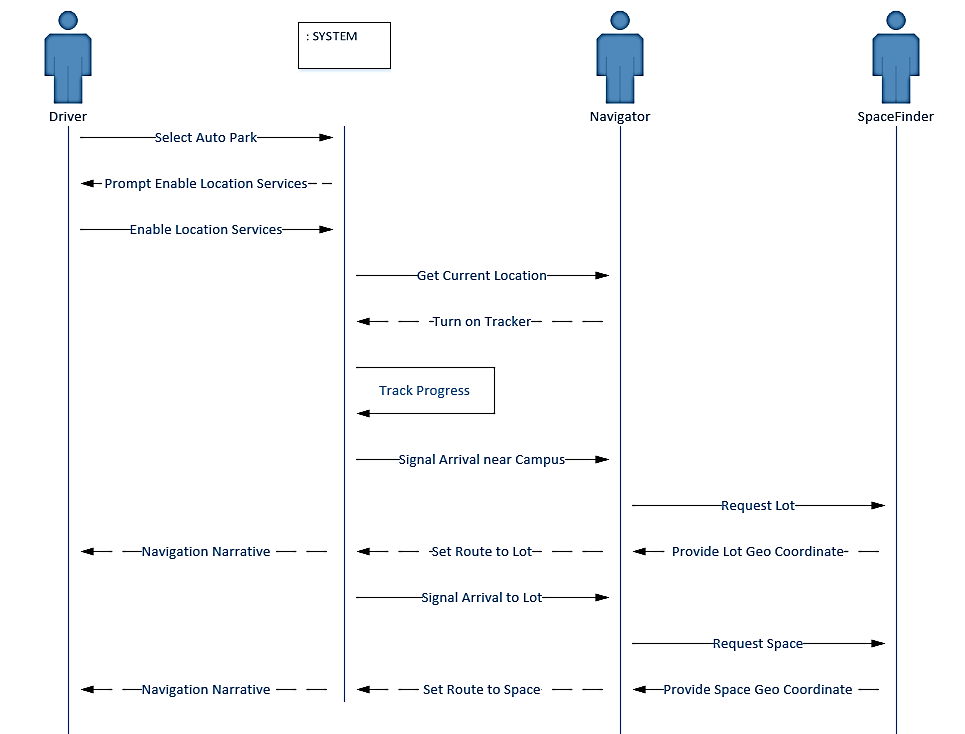 : SYSTEM
Driver
Navigator
SpaceFinder
Select Auto Park
Prompt Enable Location Services
Enable Location Services
Get Current Location
Turn on Tracker
Track Progress
Signal Arrival near Campus
Request Lot
Navigation Narrative
Set Route to Lot
Provide Lot Geo Coordinate
Signal Arrival to Lot
Request Space
Navigation Narrative
Set Route to Space
Provide Space Geo Coordinate